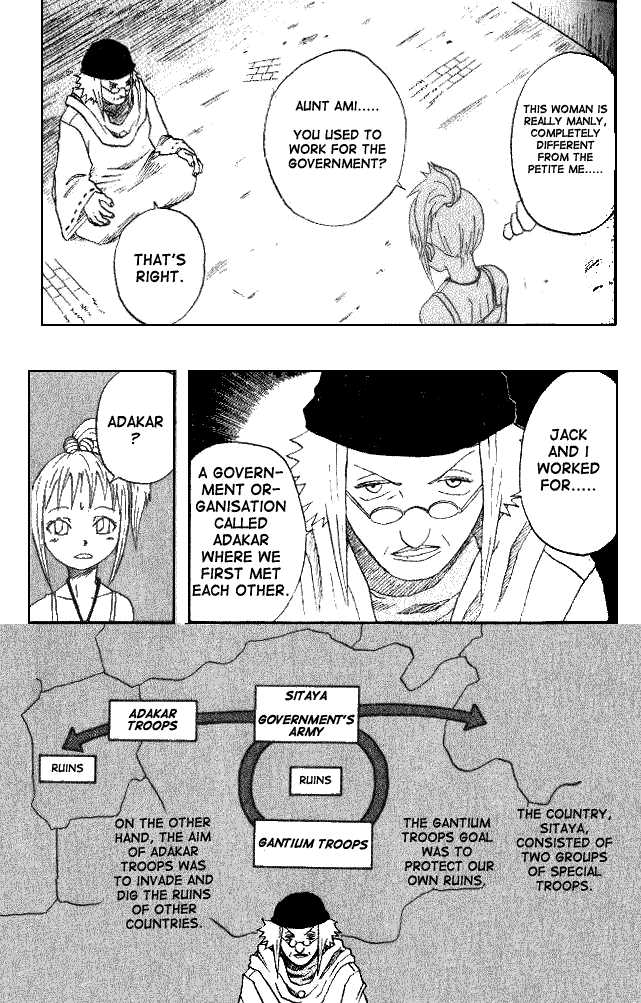 THIS WOMAN IS
REALLY MANLY,
COMPLETELY
DIFFERENT
FROM THE
PETITE ME.....
AUNT AMI.....
YOU USED TO
WORK FOR THE
GOVERNMENT?
THAT'S
RIGHT.
JACK
AND I
WORKED
FOR.....
A GOVERN-
MENT OR-
GANISATION
CALLED
ADAKAR
WHERE WE
FIRST MET
EACH OTHER.
ADAKAR
?
SITAYA
GOVERNMENT'S
ARMY
ADAKAR
TROOPS
RUINS
RUINS
GANTIUM TROOPS
THE COUNTRY,
SITAYA,
CONSISTED OF
TWO GROUPS
OF SPECIAL
TROOPS.
THE GANTIUM
TROOPS GOAL
WAS TO
PROTECT OUR
OWN RUINS,
ON THE OTHER
HAND, THE AIM
OF ADAKAR
TROOPS WAS
TO INVADE AND
DIG THE RUINS
OF OTHER
COUNTRIES.